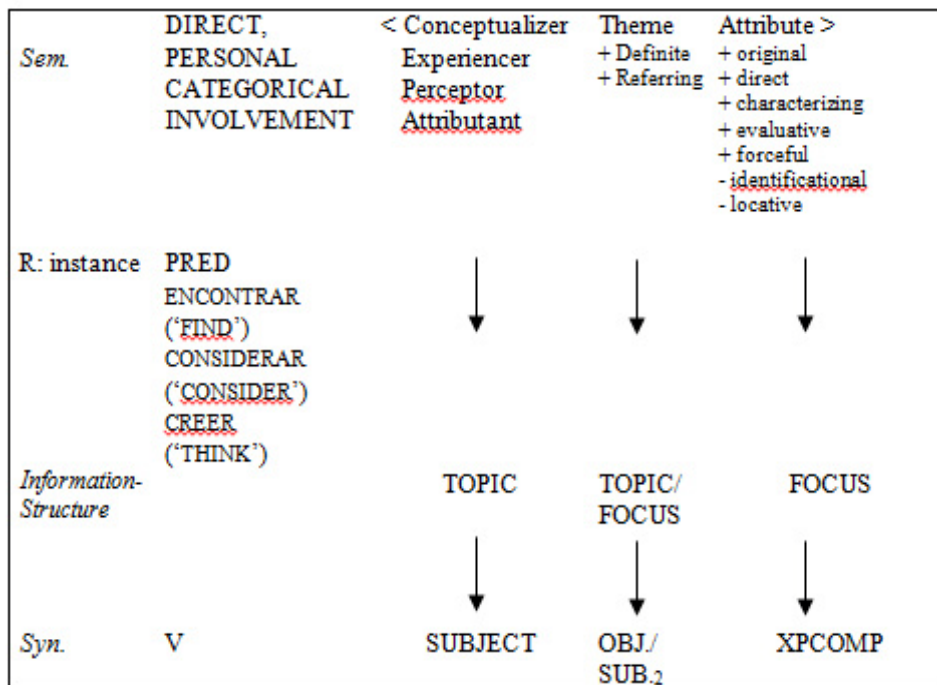 Sem.
DIRECT,
PERSONAL
CATEGORICAL
INVOLVEMENT
< Conceptualizer
Experiencer
Perceptor
Attributant
Theme
+ Definite
+ Referring
Attribute >
+ original
+ direct
+ characterizing
+ evaluative
+ forceful
- identificational
- locative
R: instance
PRED
ENCONTRAR
(‘FIND’)
CONSIDERAR
(‘CONSIDER’)
CREER
(‘THINK’)
Information-
Structure
TOPIC
TOPIC/
FOCUS
FOCUS
Syn.
V
SUBJECT
OBJ./
SUB.2
XPCOMP